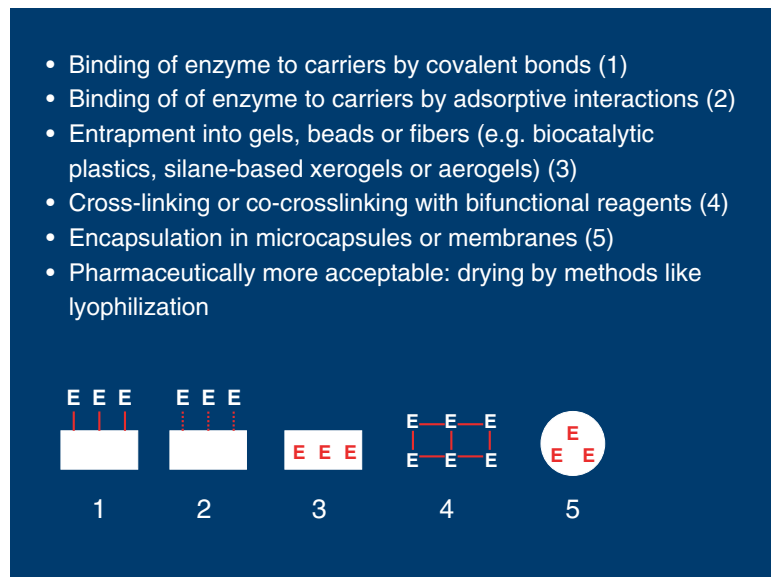 • Binding of enzyme to carriers by covalent bonds (1)
• Binding of of enzyme to carriers by adsorptive interactions (2)
• Entrapment into gels, beads or fibers (e.g. biocatalytic
plastics, silane-based xerogels or aerogels) (3)
• Cross-linking or co-crosslinking with bifunctional reagents (4)
• Encapsulation in microcapsules or membranes (5)
• Pharmaceutically more acceptable: drying by methods like
lyophilization
E E E E E E E E E
E E E
E E E
E
E E
1 2 3 4 5